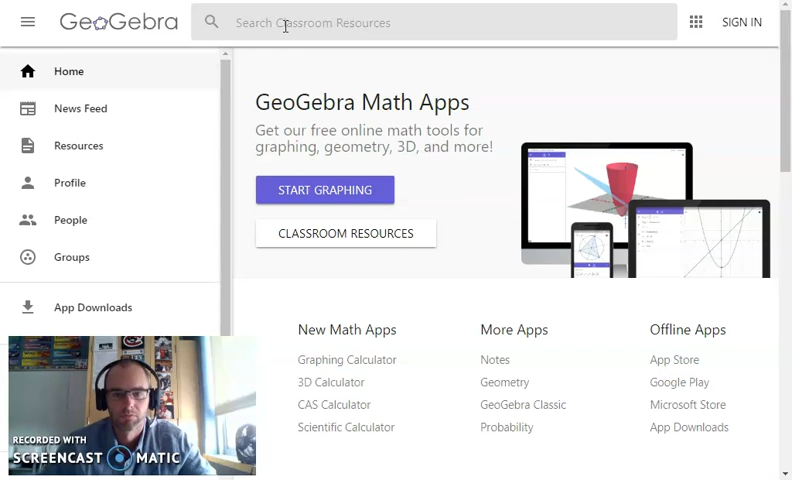 GeoGebra
Search Classroom Resources
SIGN IN
Home
News Feed
Resources
Profile
People
Groups
App Downloads
GeoGebra Math Apps
Get our free online math tools for
graphing, geometry, 3D, and more!
START GRAPHING
CLASSROOM RESOURCES
New Math Apps
Graphing Calculator
3D Calculator
CAS Calculator
Scientific Calculator
More Apps
Notes
Geometry
GeoGebra Classic
Probability
Offline Apps
App Store
Google Play
Microsoft Store
App Downloads
RECORDED WITH
SCREENCAST MATIC